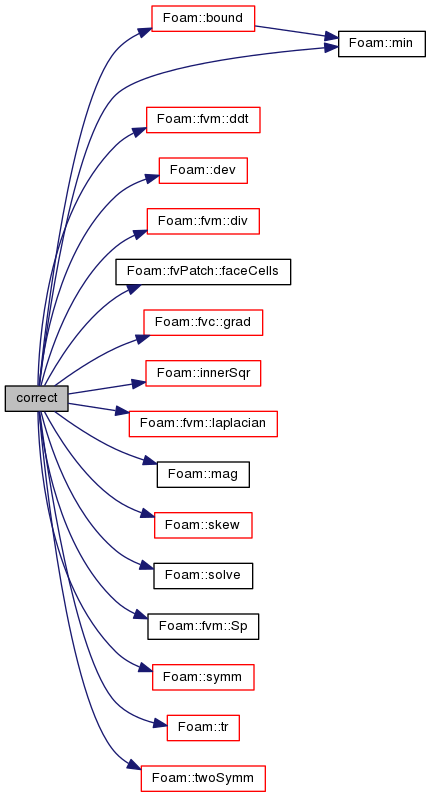 Foam::bound
Foam::min
Foam::fvm::ddt
Foam::dev
Foam::fvm::div
Foam::fvPatch::faceCells
Foam::fvc::grad
Foam::innerSqr
correct
Foam::fvm::laplacian
Foam::mag
Foam::skew
Foam::solve
Foam::fvm::Sp
Foam::symm
Foam::tr
Foam::twoSymm